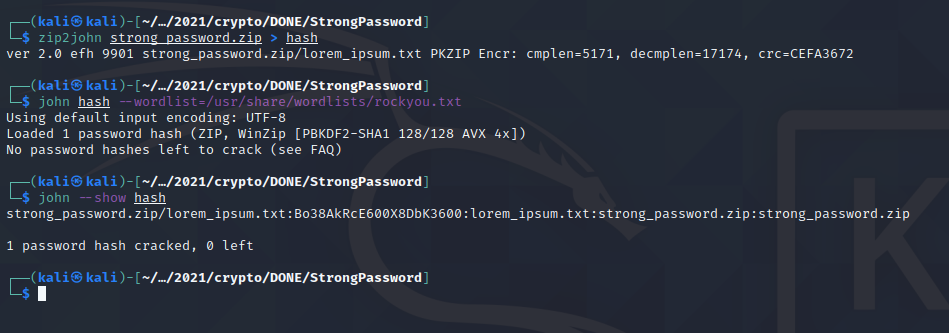 ┌──(kali㉿kali)-[~/…/2021/crypto/DONE/StrongPassword]
└─$ zip2john strong_password.zip > hash
ver 2.0 efh 9901 strong_password.zip/lorem_ipsum.txt PKZIP Encr: cmplen=5171, decmplen=17174, crc=CEFA3672
┌──(kali㉿kali)-[~/…/2021/crypto/DONE/StrongPassword]
└─$ john hash --wordlist=/usr/share/wordlists/rockyou.txt
Using default input encoding: UTF-8
Loaded 1 password hash (ZIP, WinZip [PBKDF2-SHA1 128/128 AVX 4x])
No password hashes left to crack (see FAQ)
┌──(kali㉿kali)-[~/…/2021/crypto/DONE/StrongPassword]
└─$ john --show hash
strong_password.zip/lorem_ipsum.txt:Bo38AkRcE600X8DbK3600:lorem_ipsum.txt:strong_password.zip:strong_password.zip
1 password hash cracked, 0 left
┌──(kali㉿kali)-[~/…/2021/crypto/DONE/StrongPassword]
└─$
K